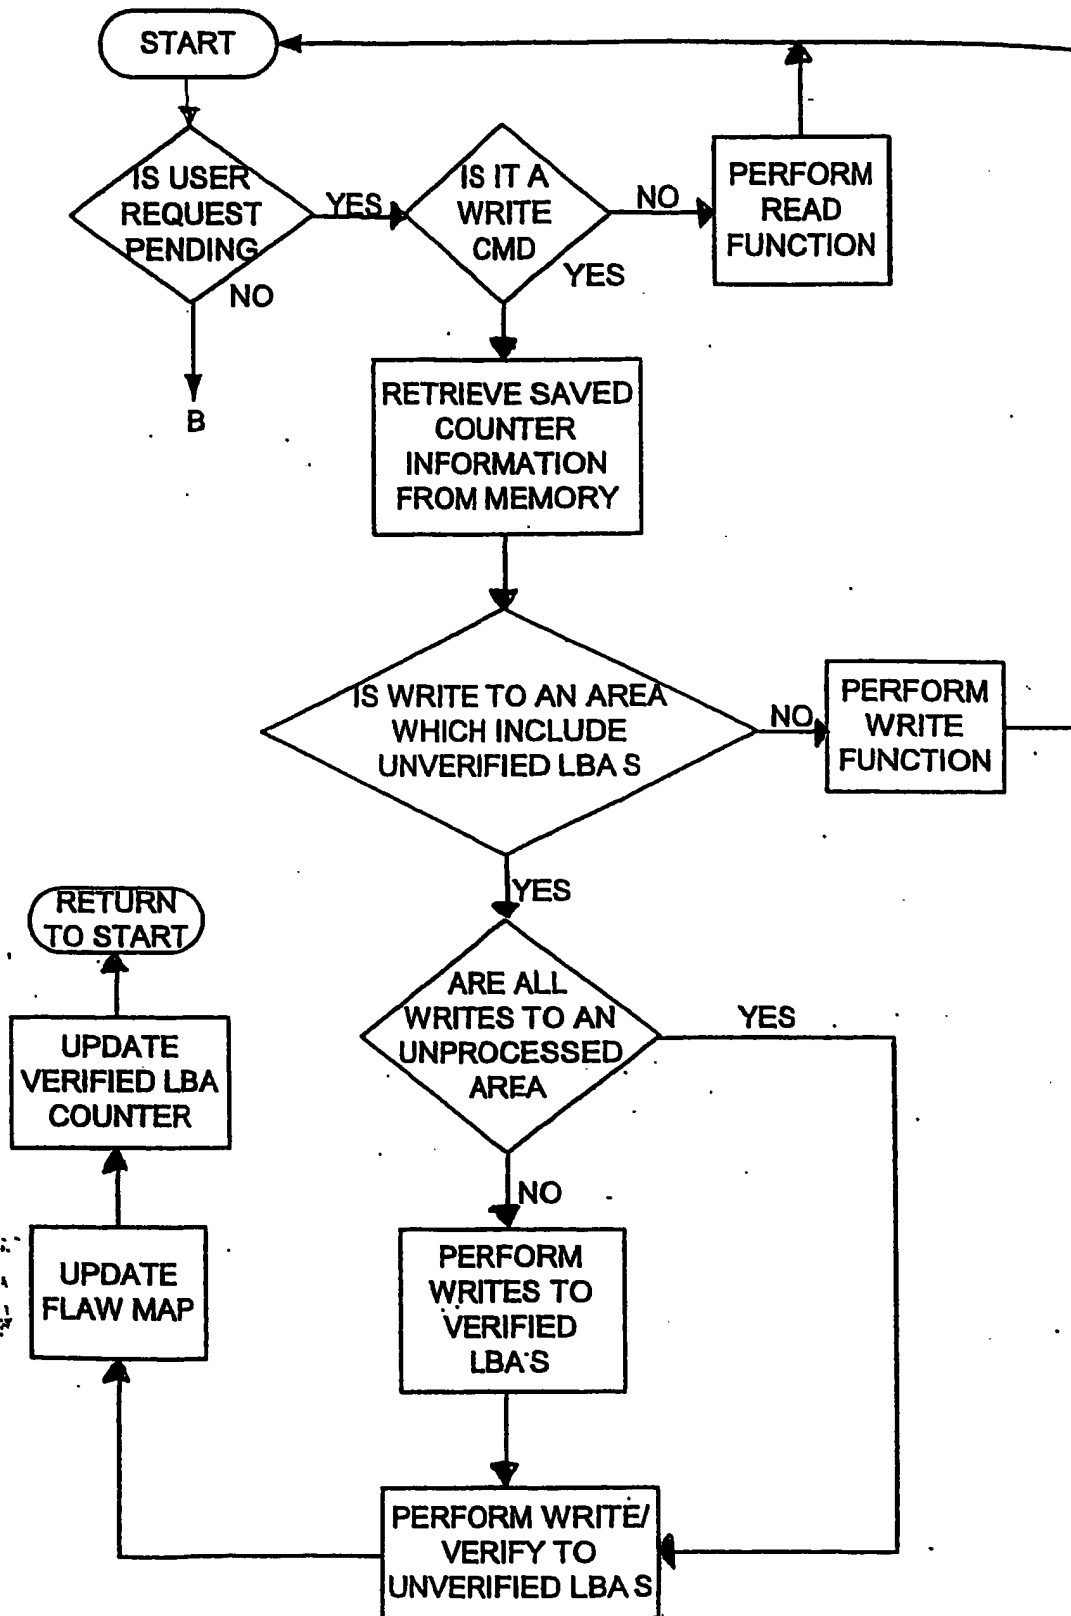 START
IS USER
REQUEST
PENDING
YES
NO
B
IS IT A
WRITE
CMD
NO
YES
PERFORM
READ
FUNCTION
RETRIEVE SAVED
COUNTER
INFORMATION
FROM MEMORY
IS WRITE TO AN AREA
WHICH INCLUDE
UNVERIFIED LBA S
NO
PERFORM
WRITE
FUNCTION
YES
ARE ALL
WRITES TO AN
UNPROCESSED
AREA
YES
NO
PERFORM
WRITES TO
VERIFIED
LBA'S
PERFORM WRITE/
VERIFY TO
UNVERIFIED LBA S
UPDATE
FLAW MAP
UPDATE
VERIFIED LBA
COUNTER
RETURN
TO START